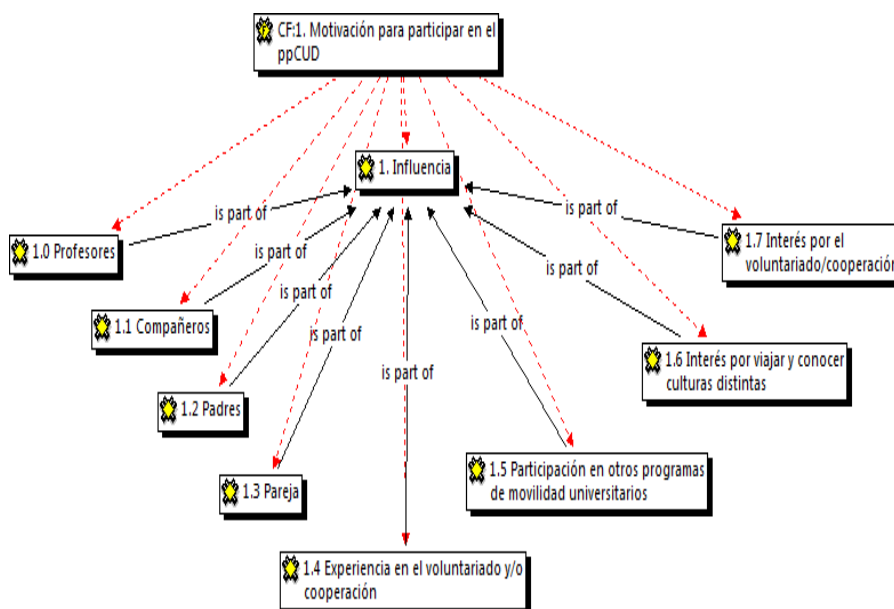 CF:1. Motivación para participar en el
ppCUD
1. Influencia
is part of
1.0 Profesores
is part of
1.7 Interés por el
voluntariado/cooperación
is part of
is part of
1.1 Compañeros
is part of
is part of
is part of
1.6 Interés por viajar y conocer
culturas distintas
is part of
1.2 Padres
1.5 Participación en otros programas
de movilidad universitarios
1.3 Pareja
1.4 Experiencia en el voluntariado y/o
cooperación